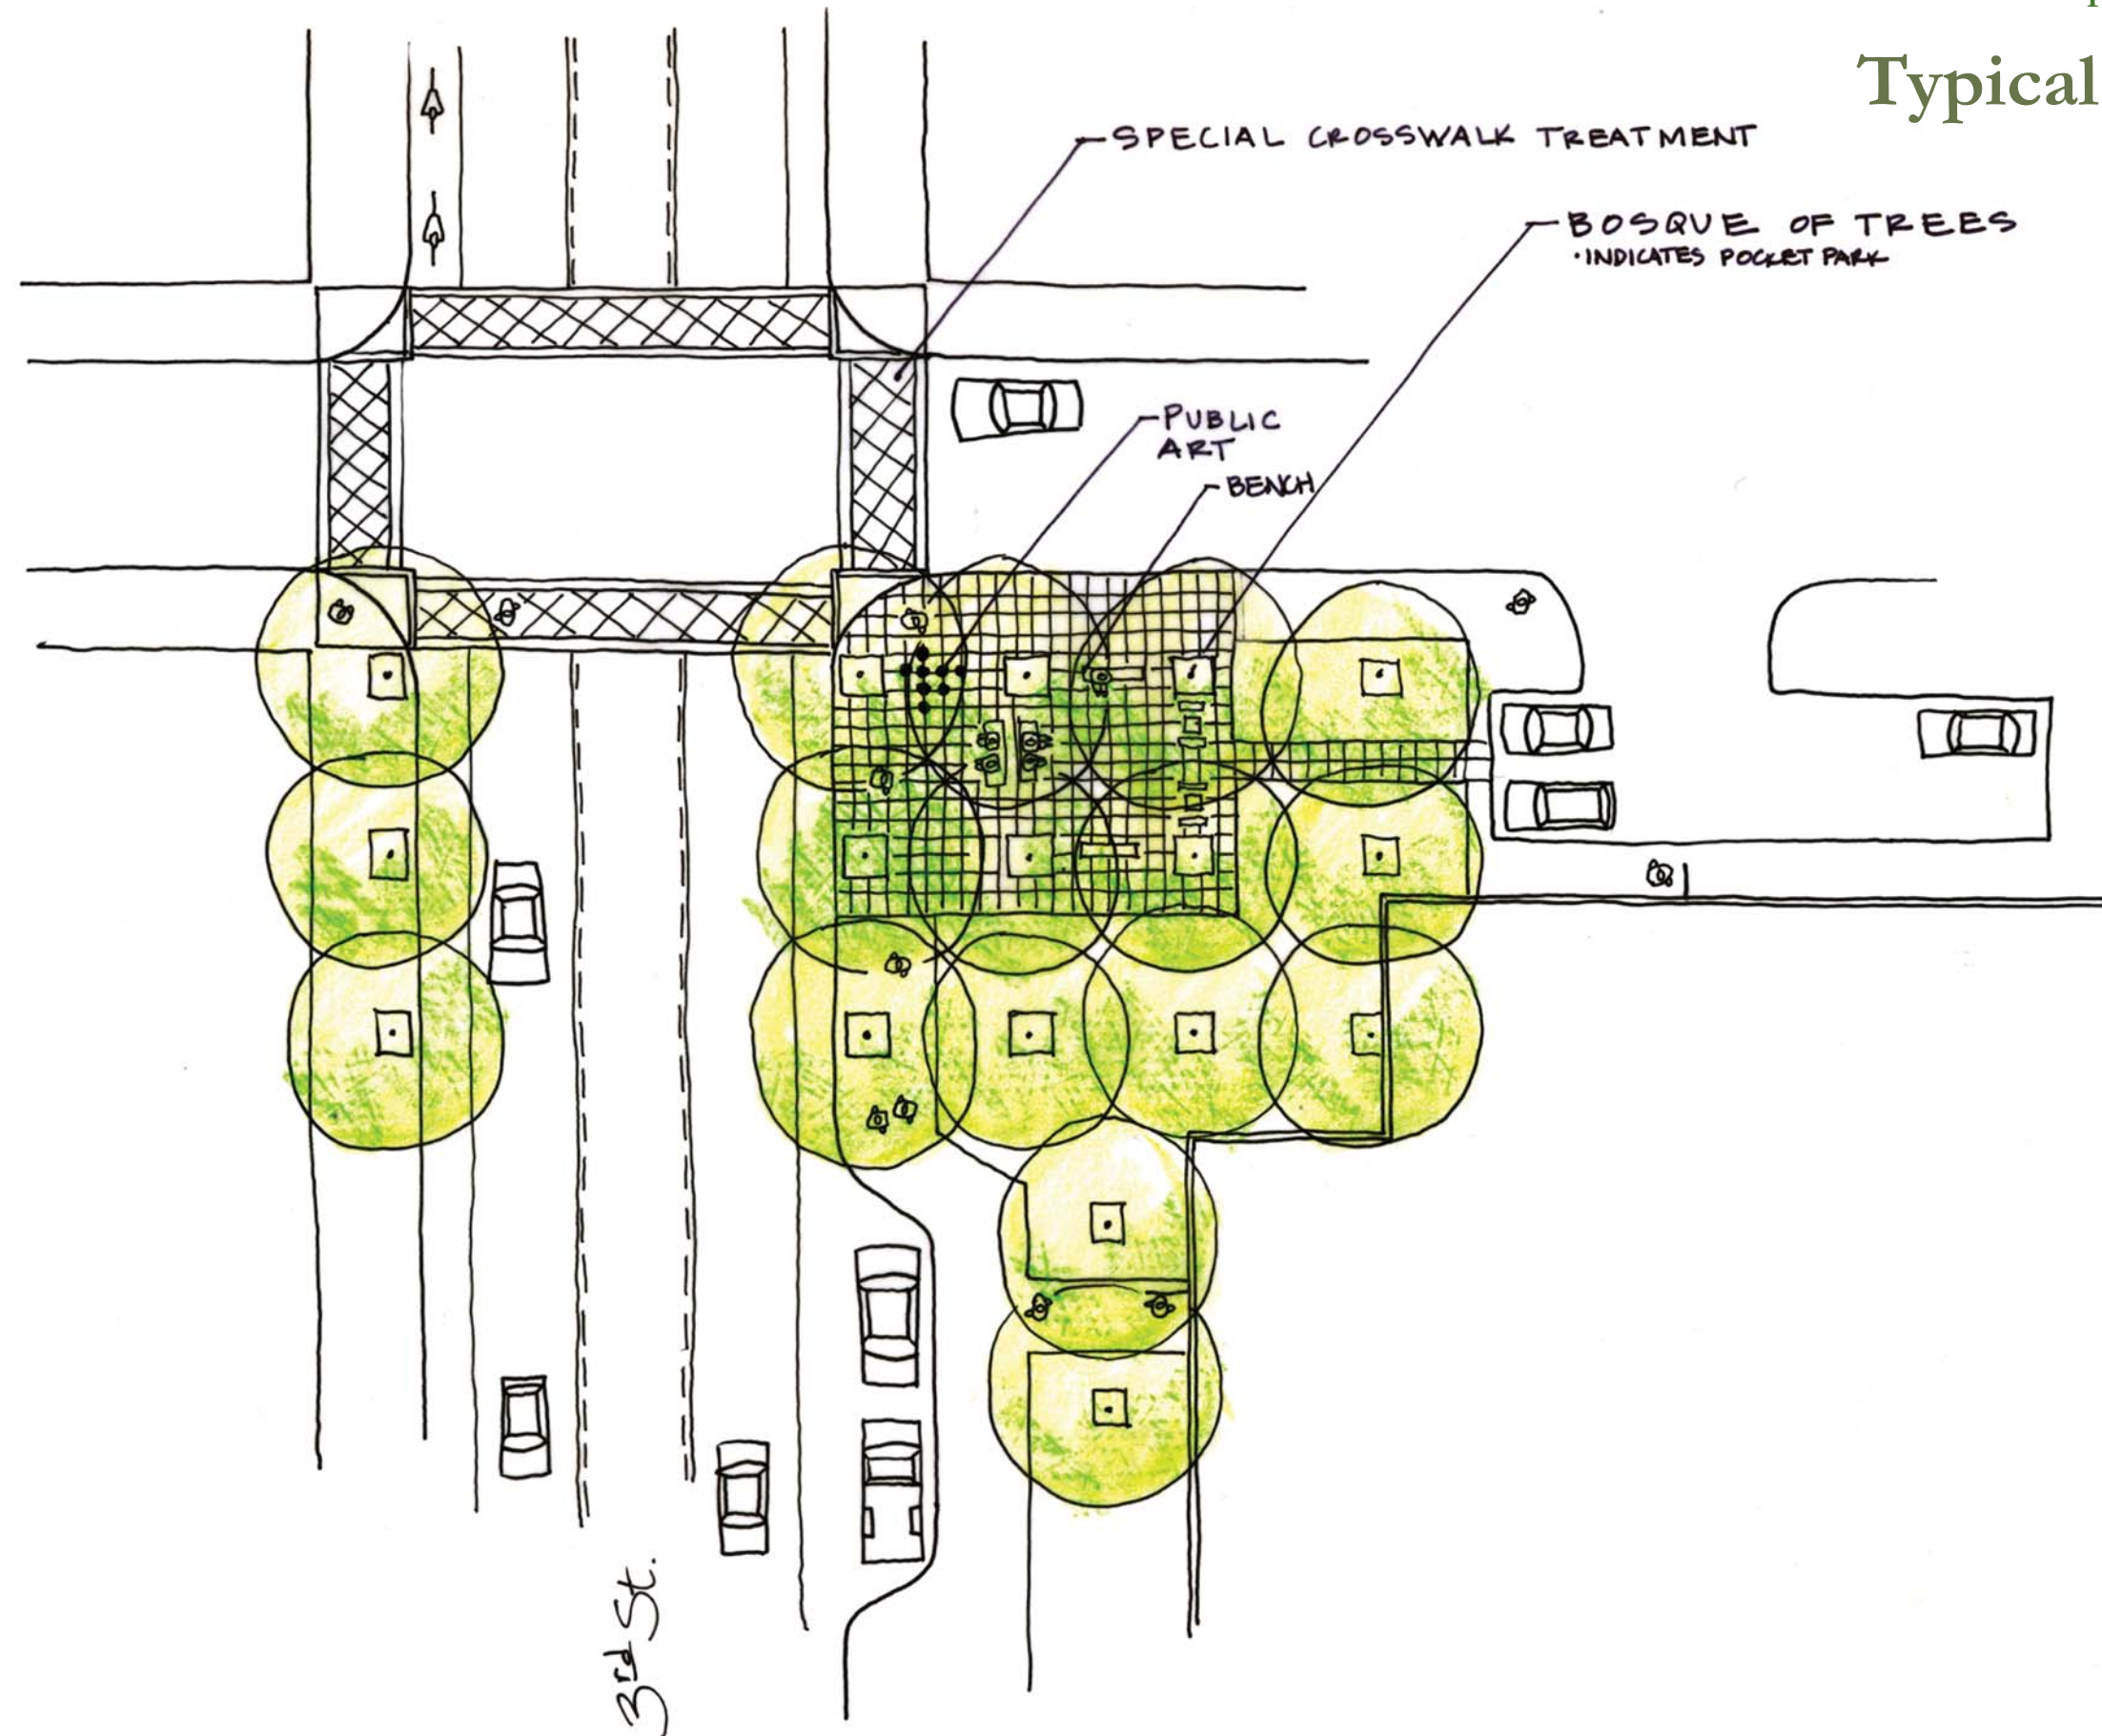 Typical
SPECIAL CROSSWALK TREATMENT
BOSQUE OF TREES
·INDICATES POCKET PARK
PUBLIC
ART
BENCH
3rd St.